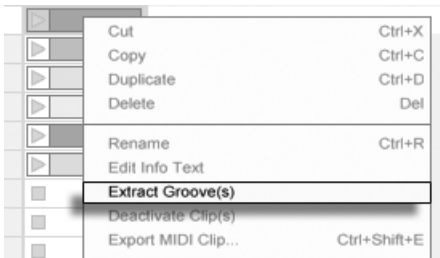 Cut Ctrl+X
Copy Ctrl+C
Duplicate Ctrl+D
Delete Del
Rename Ctrl+R
Edit Info Text
Extract Groove(s)
Deactivate Clip(s)
Export MIDI Clip... Ctrl+Shift+E